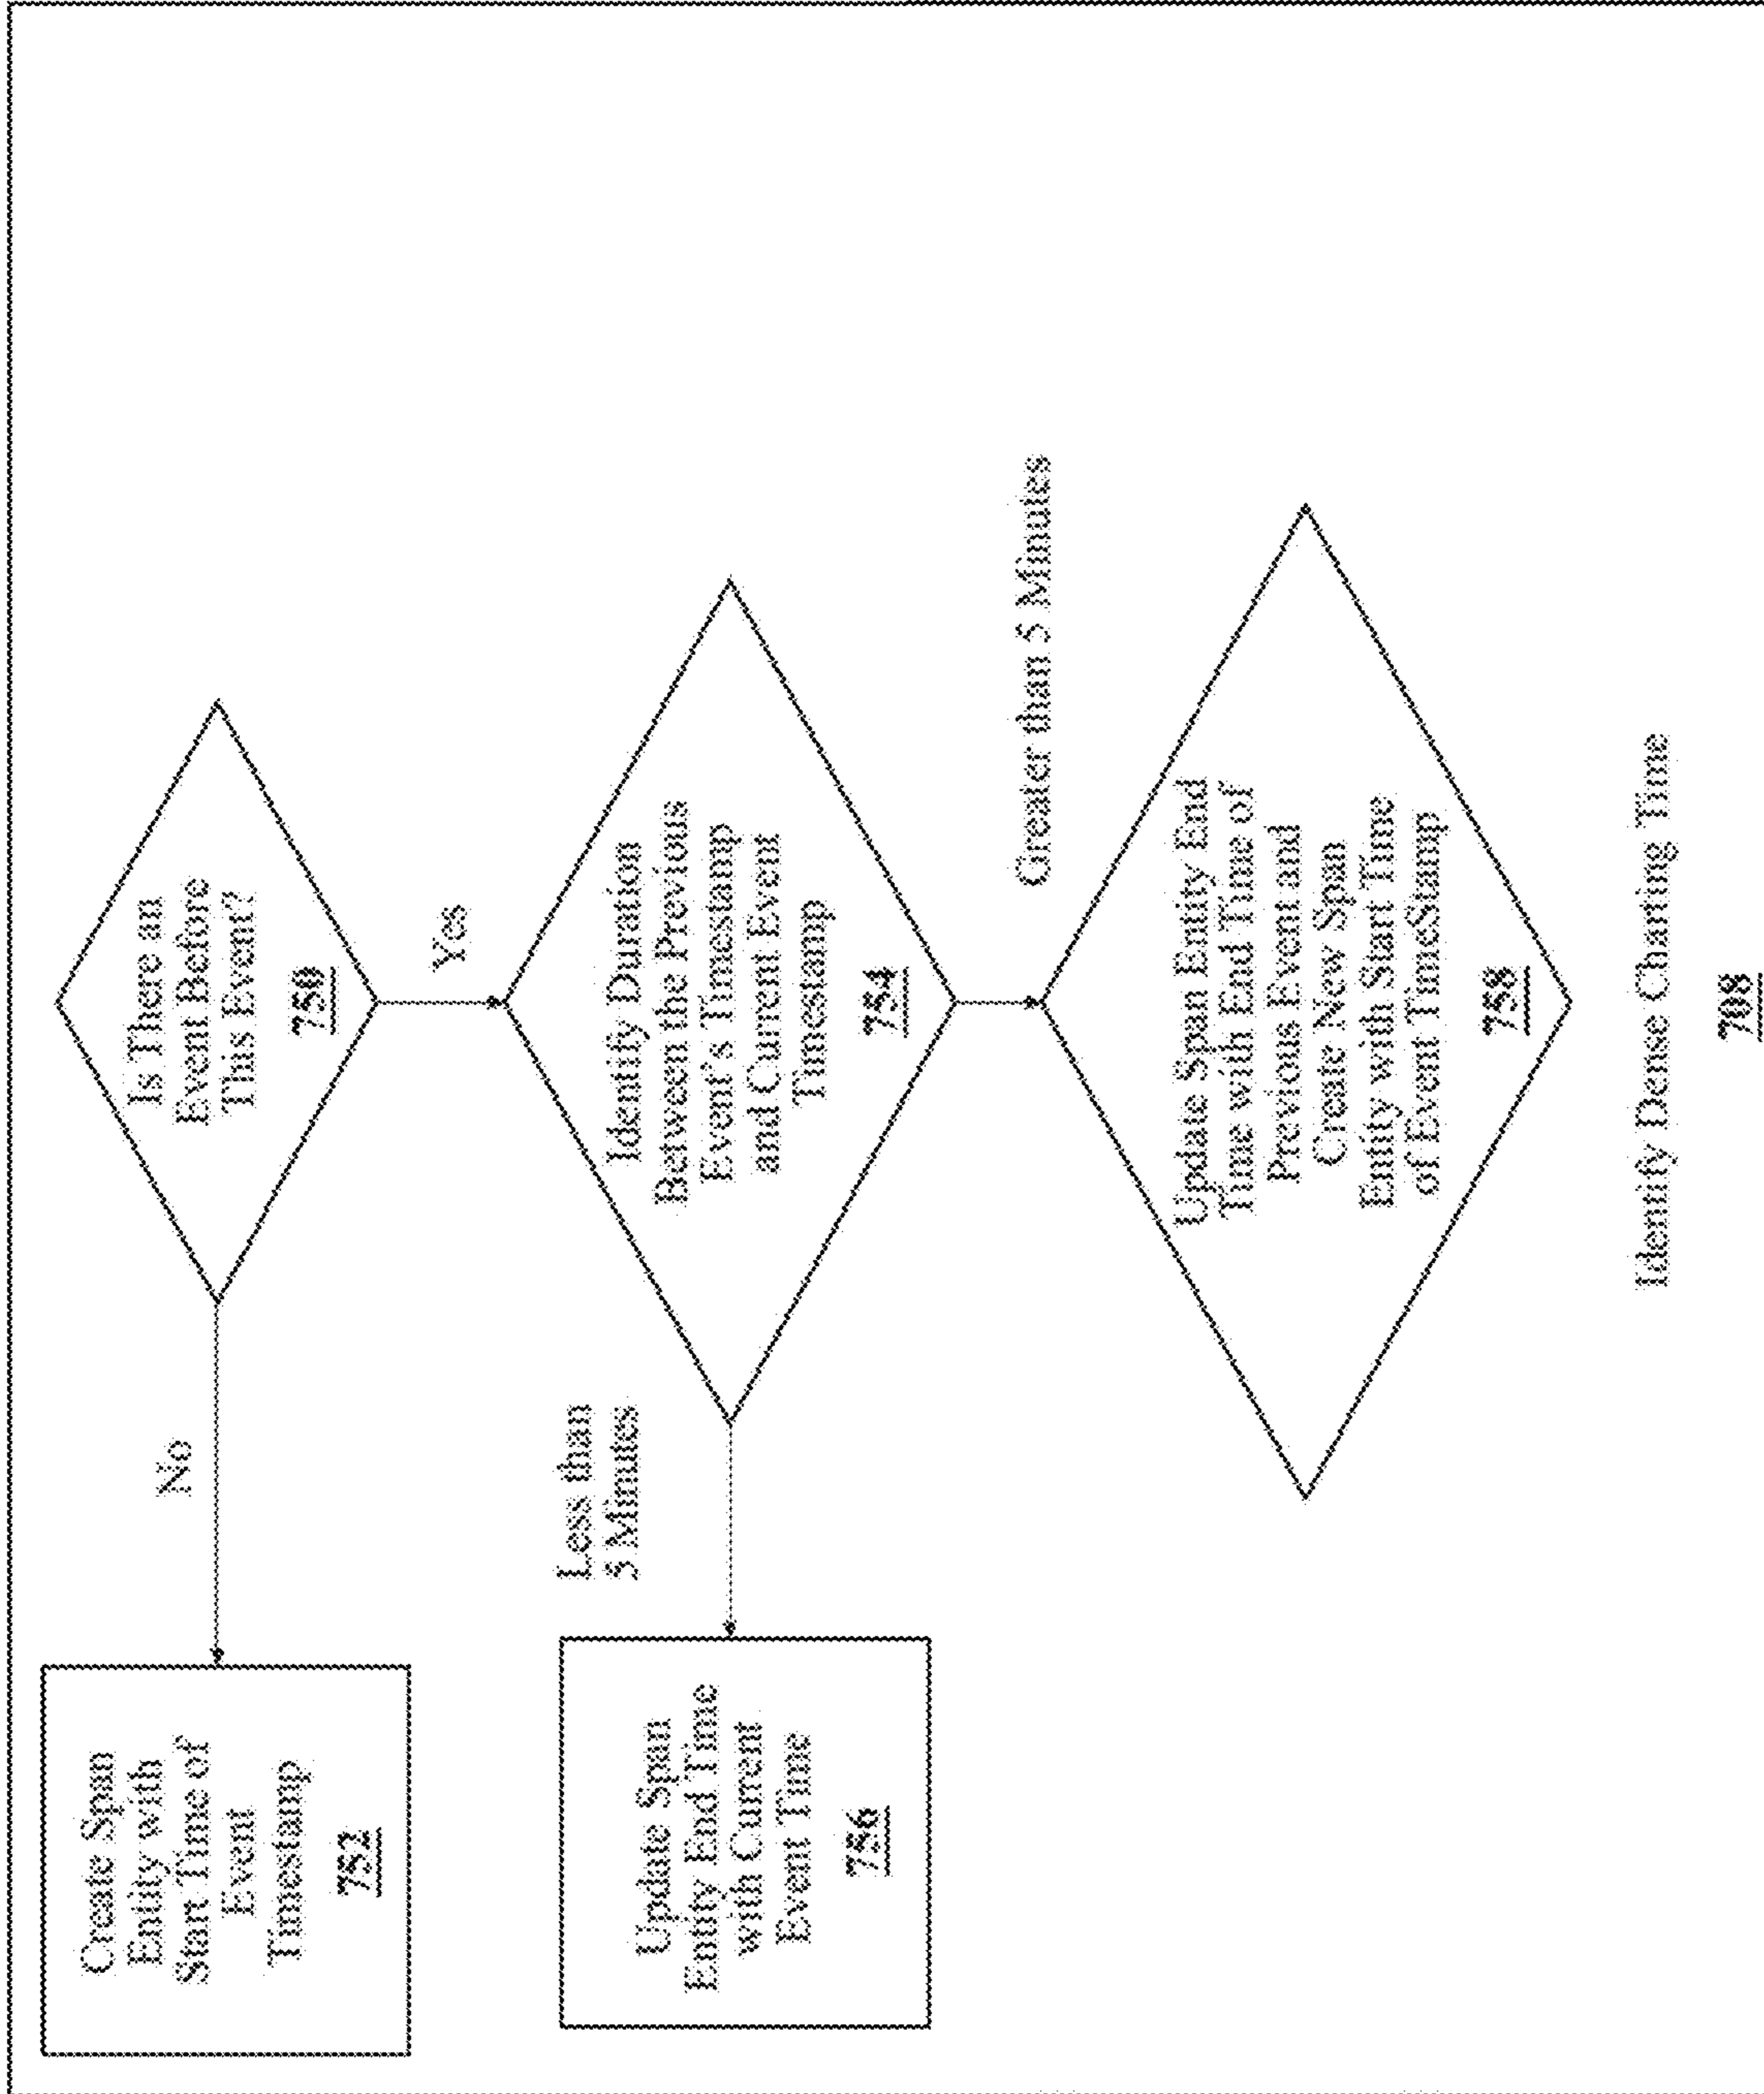 Is There an
Event Before
This Event?
750
No
Create Span
Entity with
Start Time of
Event
Timestamp
752
Yes
Identify Duration
Between the Previous
Event's Timestamp
and Current Event
Timestamp
754
Less than
5 Minutes
Update Span
Entity End Time
with Current
Event Time
756
Greater than 5 Minutes
Update Span Entity End
Time with End Time of
Previous Event and
Create New Span
Entity with Start Time
of Event TimeStamp
758
Identify Dense Charting Time
708